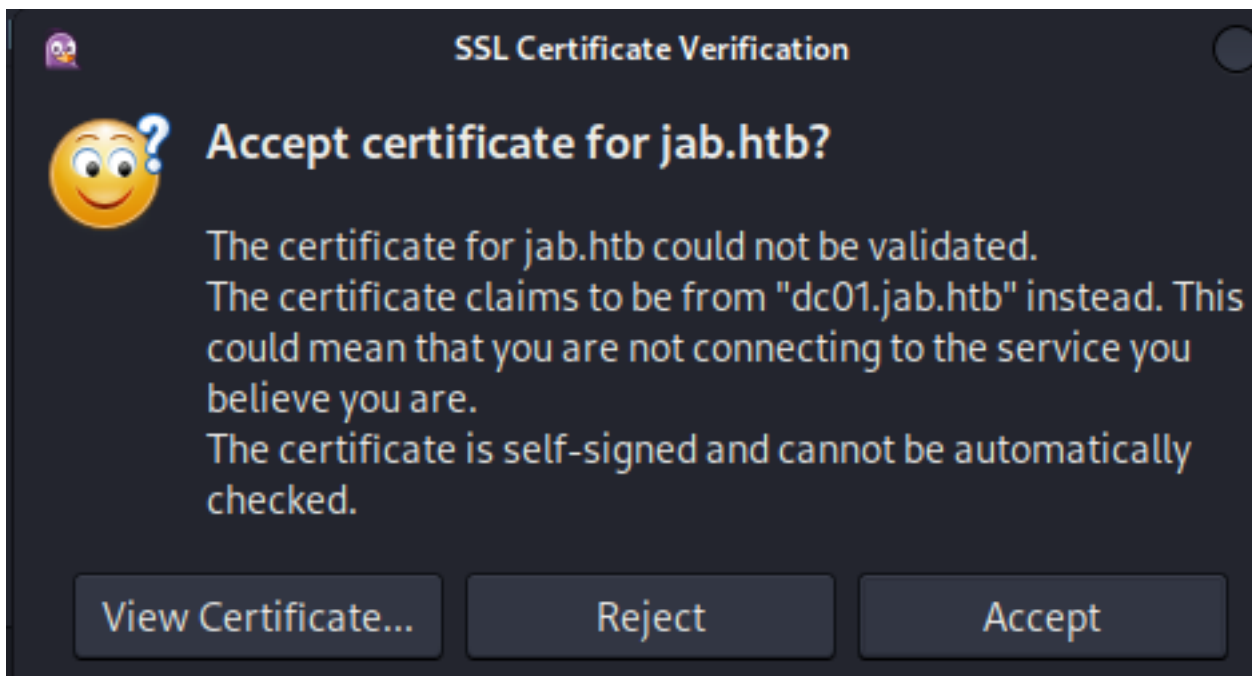 SSL Certificate Verification
Accept certificate for jab.htb?
The certificate for jab.htb could not be validated.
The certificate claims to be from "dc01.jab.htb" instead. This
could mean that you are not connecting to the service you
believe you are.
The certificate is self-signed and cannot be automatically
checked.
View Certificate... Reject Accept